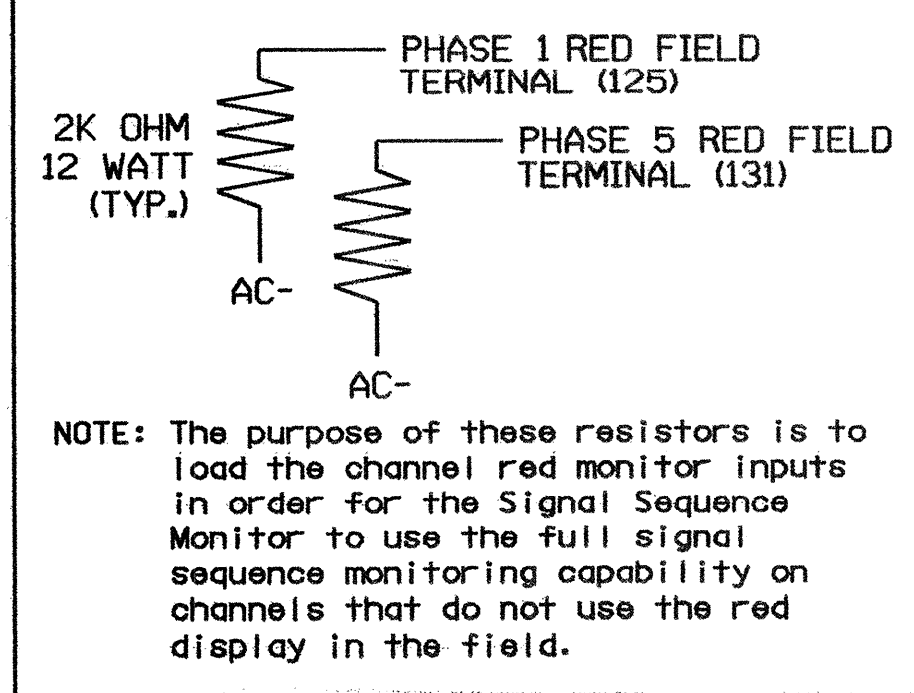 PHASE 1 RED FIELD
TERMINAL (125)
2K OHM
12 WATT
(TYP.)
PHASE 5 RED FIELD
TERMINAL (131)
AC-
AC-
NOTE: The purpose of these resistors is to
load the channel red monitor inputs
in order for the Signal Sequence
Monitor to use the full signal
sequence monitoring capability on
channels that do not use the red
display in the field.